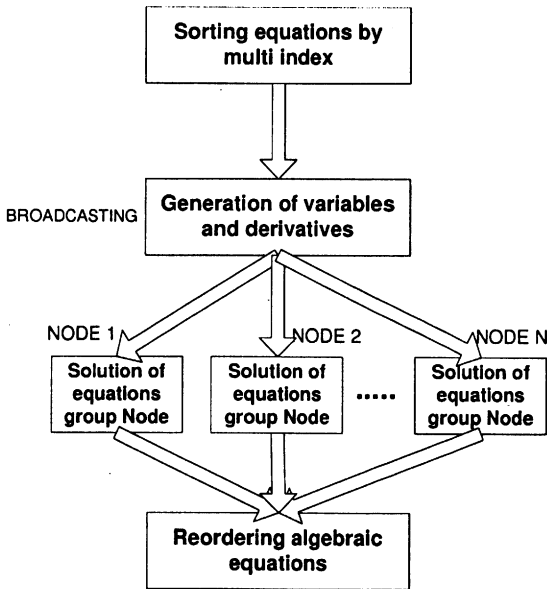 Sorting equations by
multi index
BROADCASTING
Generation of variables
and derivatives
NODE 1
NODE 2
NODE N
Solution of
equations
group Node
Solution of
equations
group Node
.....
Solution of
equations
group Node
Reordering algebraic
equations